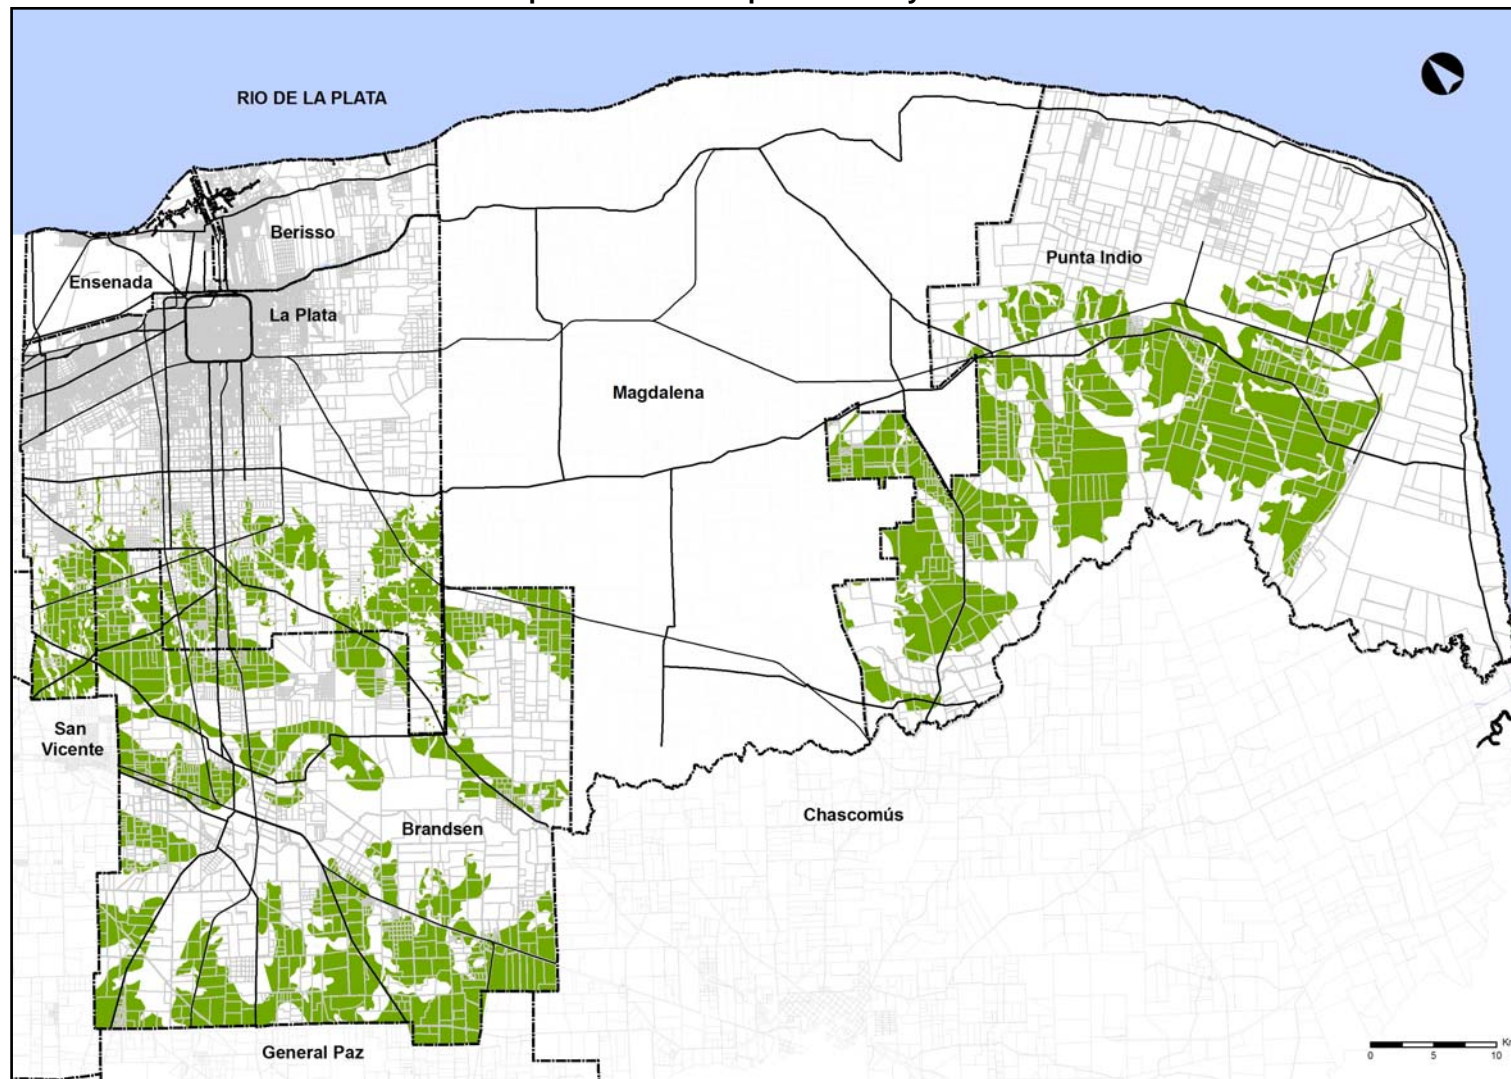 RIO DE LA PLATA
Berisso
Punta Indio
Ensenada
La Plata
Magdalena
San
Vicente
Chascomús
Brandsen
General Paz
0 5 10